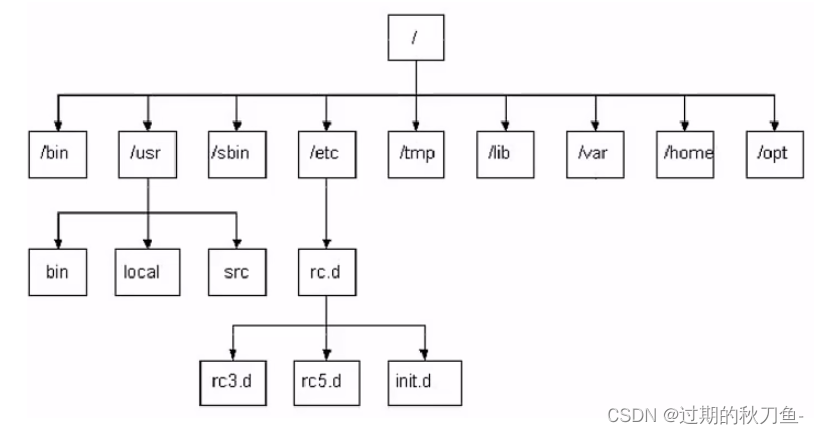 /
/bin /usr /sbin /etc /tmp /lib /var /home /opt
bin local src rc.d
rc3.d rc5.d init.d
CSDN @过期的秋刀鱼-